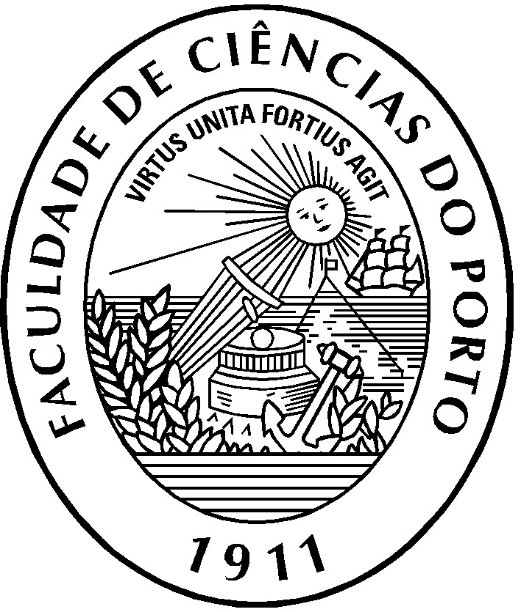 FACULDADE DE CIÊNCIAS DO PORTO
VIRTUS UNITA FORTIUS AGIT
1911